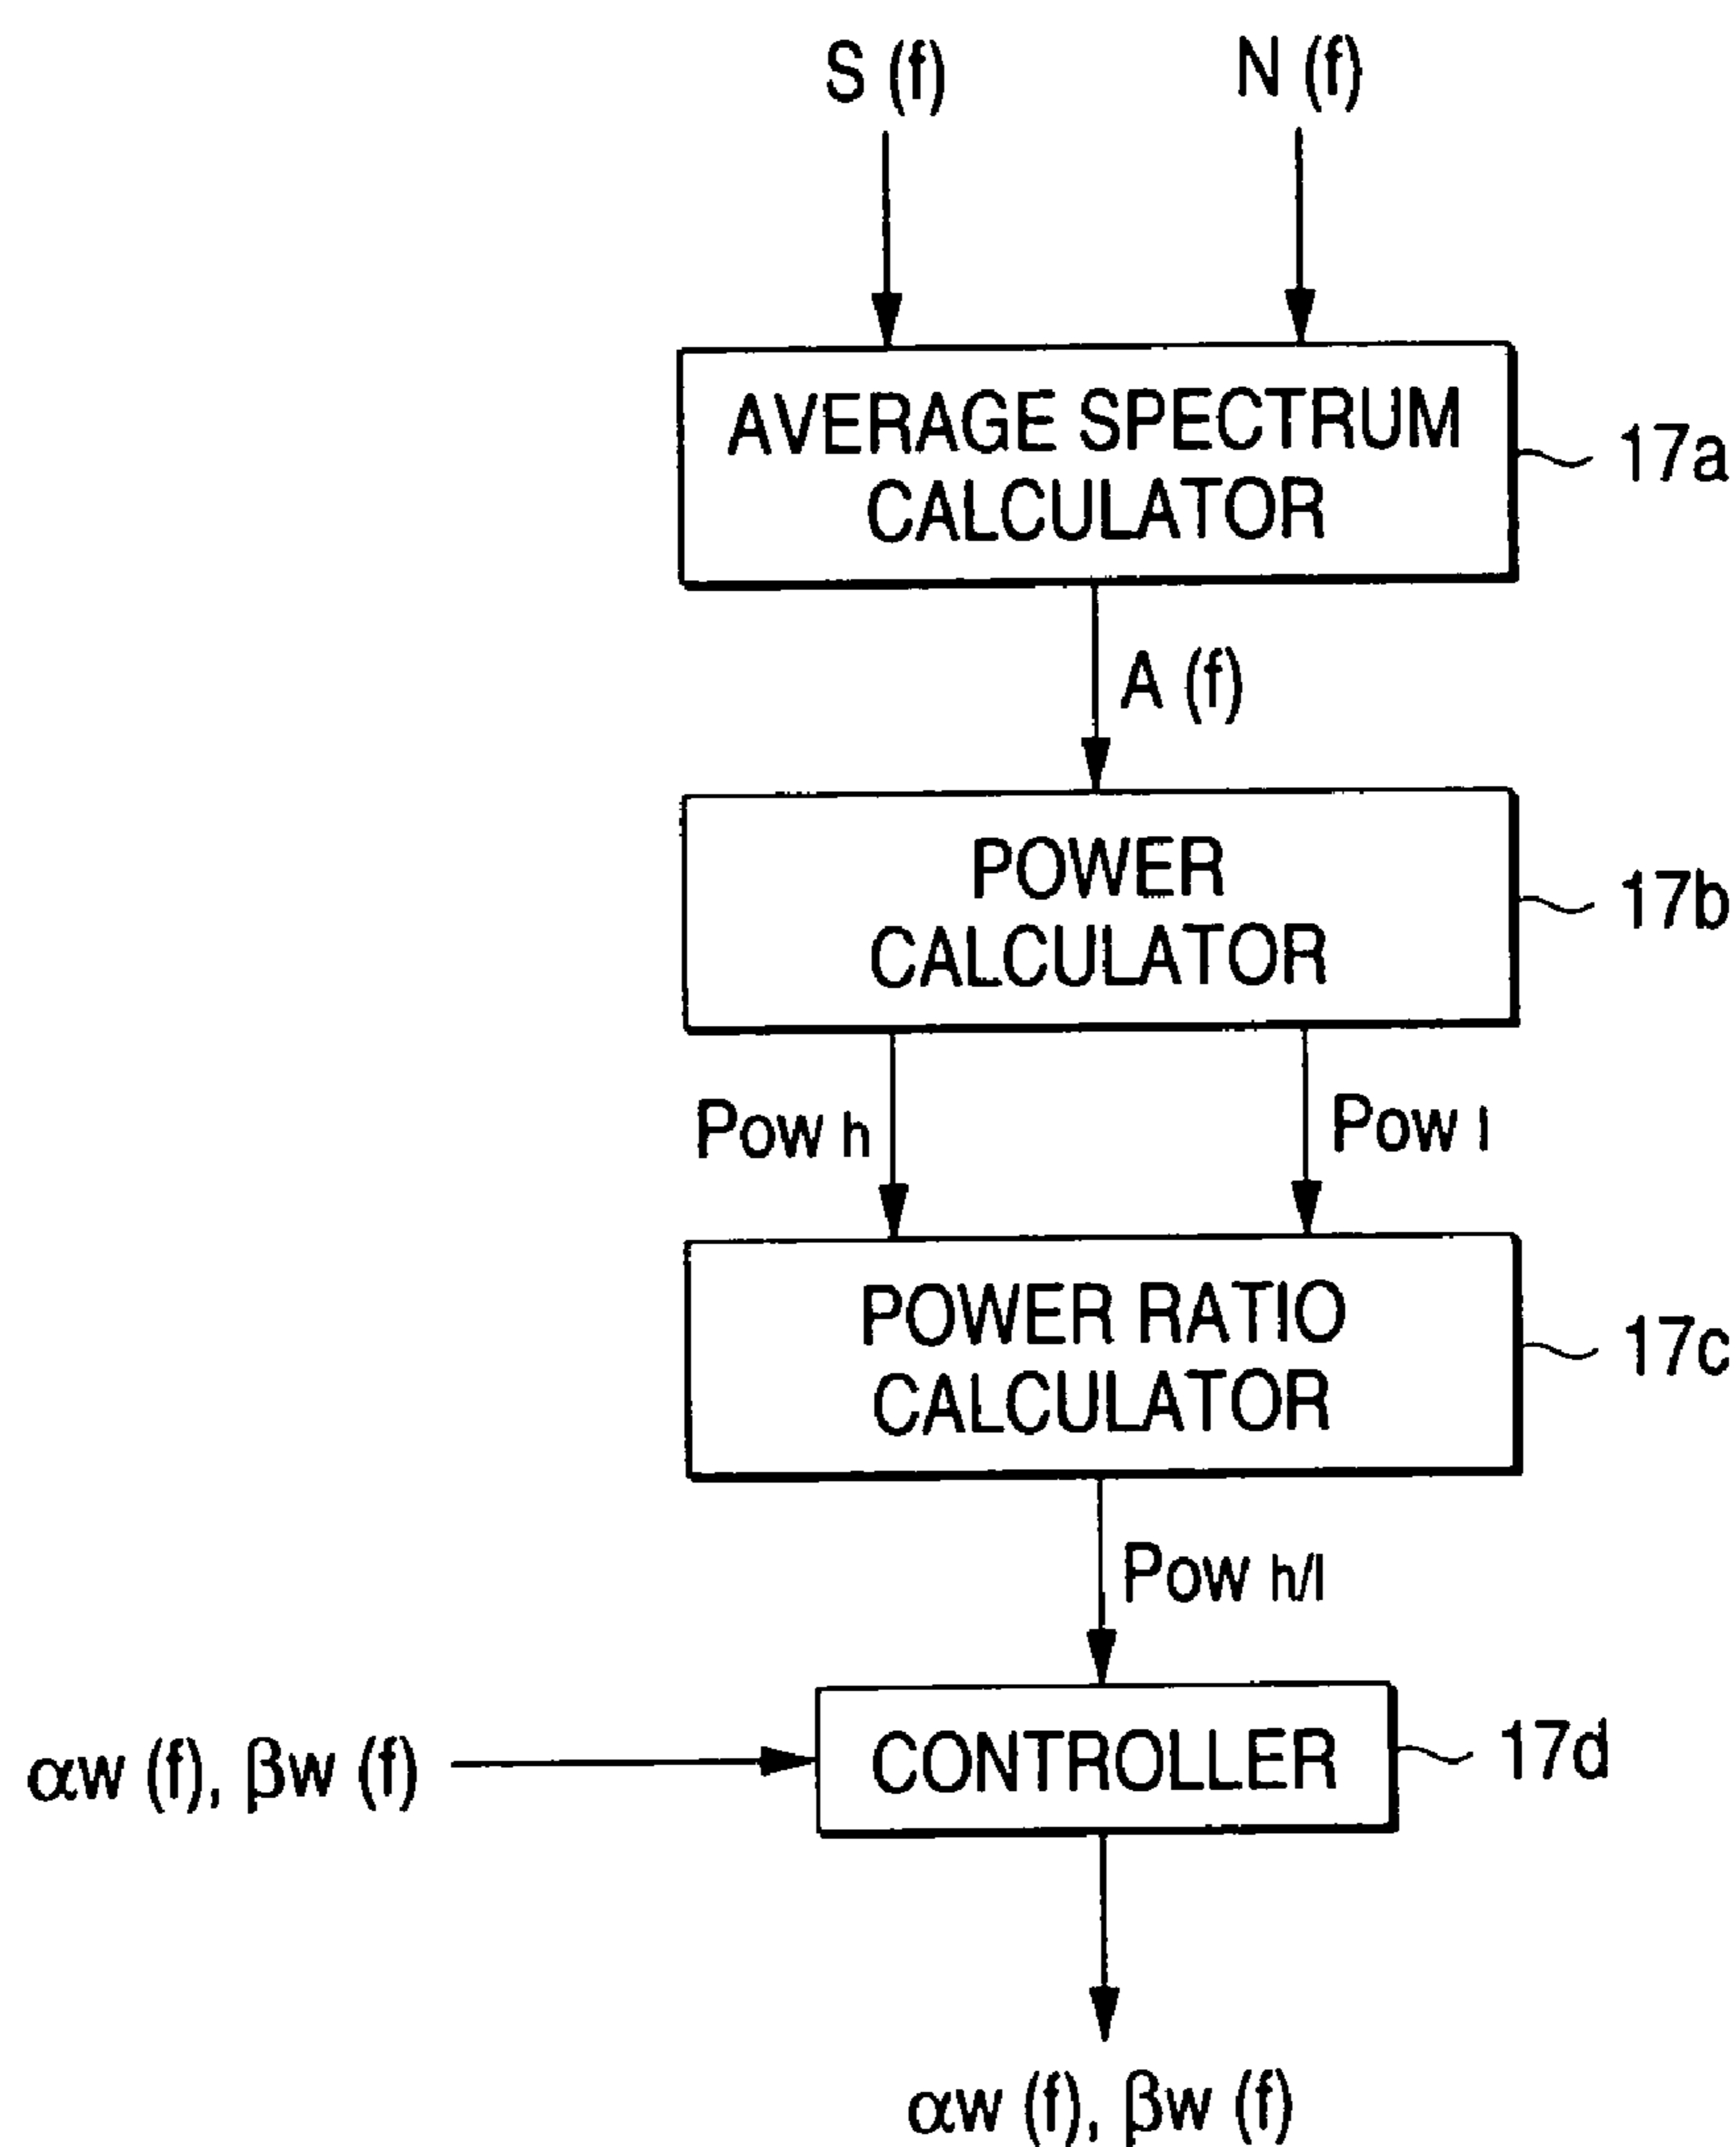 S (f) N (f)
AVERAGE SPECTRUM
CALCULATOR
17a
A (f)
POWER
CALCULATOR
17b
Pow h Pow l
POWER RATIO
CALCULATOR
17c
Pow h/l
αw (f), βw (f)
CONTROLLER
17d
αw (f), βw (f)